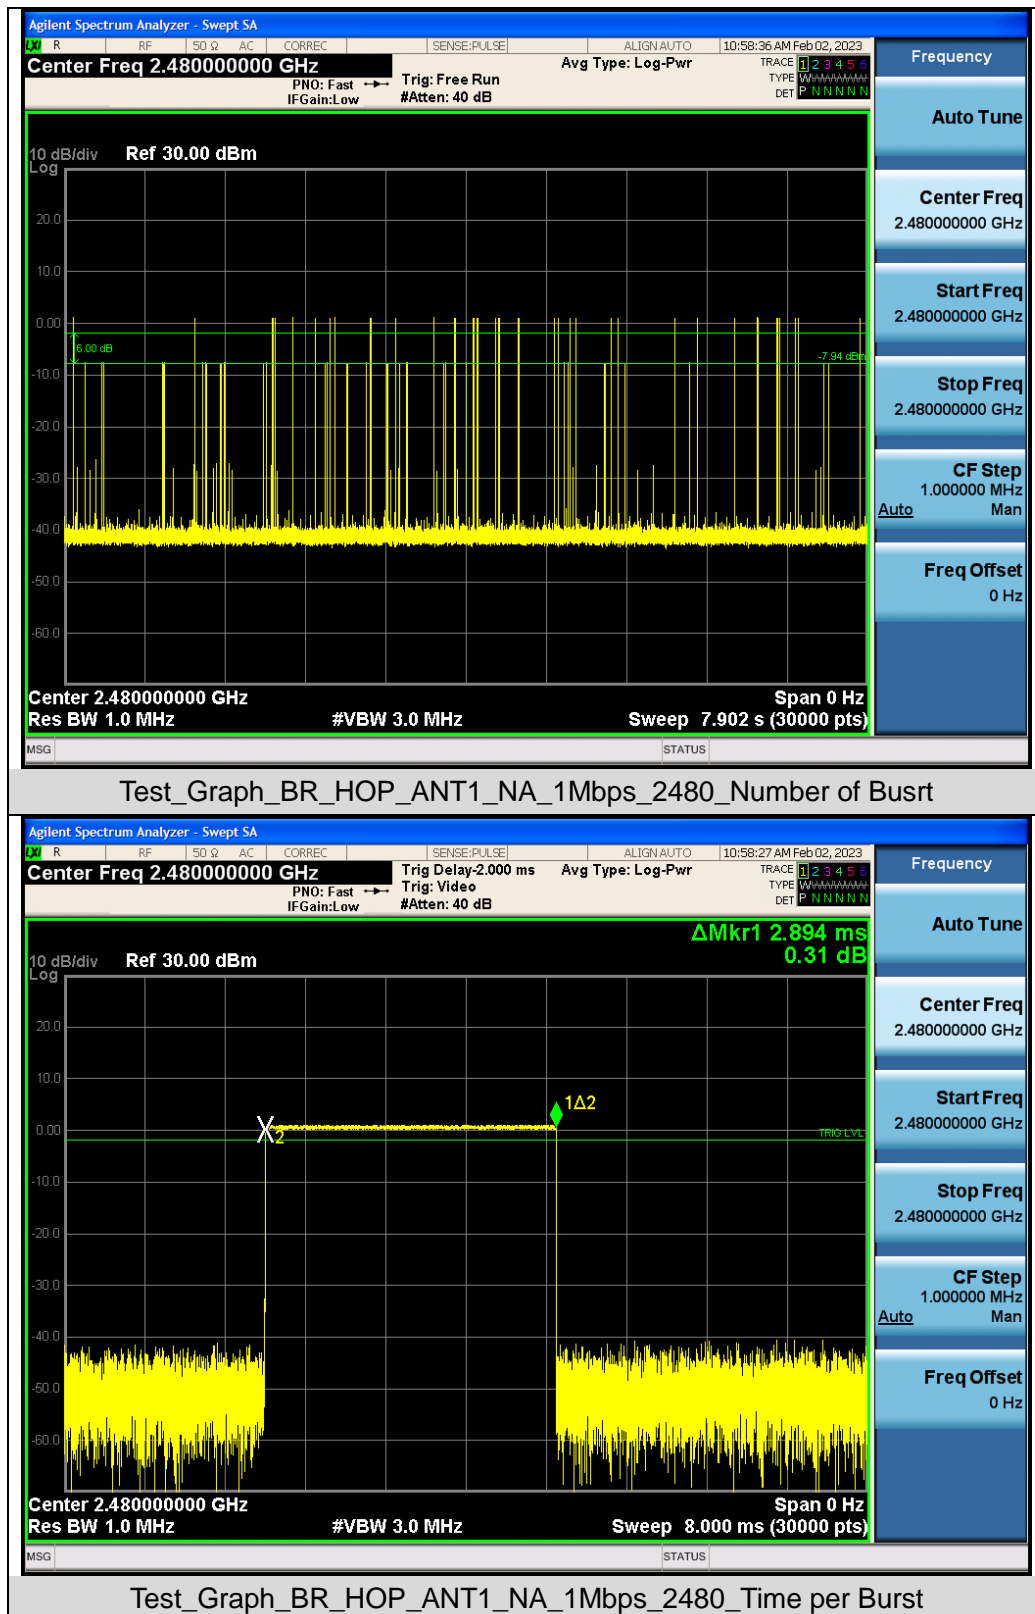 Agilent Spectrum Analyzer - Swept SA
LXI R RF 50 Ω AC CORREC SENSE:PULSE ALIGN AUTO 10:58:36 AM Feb 02, 2023
Center Freq 2.480000000 GHz
PNO: Fast
IFGain:Low
Trig: Free Run
#Atten: 40 dB
Avg Type: Log-Pwr
TRACE 1 2 3 4 5 6
TYPE W
DET P N N N N N
Frequency
Auto Tune
10 dB/div Ref 30.00 dBm
Log
20.0
10.0
0.00
-10.0
-20.0
-30.0
-40.0
-50.0
-60.0
6.00 dB
-7.94 dBm
Center Freq
2.480000000 GHz
Start Freq
2.480000000 GHz
Stop Freq
2.480000000 GHz
CF Step
1.000000 MHz
Auto Man
Freq Offset
0 Hz
Center 2.480000000 GHz Span 0 Hz
Res BW 1.0 MHz #VBW 3.0 MHz Sweep 7.902 s (30000 pts)
MSG STATUS
Test_Graph_BR_HOP_ANT1_NA_1Mbps_2480_Number of Busrt
Agilent Spectrum Analyzer - Swept SA
LXI R RF 50 Ω AC CORREC SENSE:PULSE ALIGN AUTO 10:58:27 AM Feb 02, 2023
Center Freq 2.480000000 GHz
PNO: Fast
IFGain:Low
Trig Delay-2.000 ms
Trig: Video
#Atten: 40 dB
Avg Type: Log-Pwr
TRACE 1 2 3 4 5 6
TYPE W
DET P N N N N N
Frequency
Auto Tune
ΔMkr1 2.894 ms
0.31 dB
10 dB/div Ref 30.00 dBm
Log
20.0
10.0
0.00
-10.0
-20.0
-30.0
-40.0
-50.0
-60.0
1Δ2
2
TRIG LVL
Center Freq
2.480000000 GHz
Start Freq
2.480000000 GHz
Stop Freq
2.480000000 GHz
CF Step
1.000000 MHz
Auto Man
Freq Offset
0 Hz
Center 2.480000000 GHz Span 0 Hz
Res BW 1.0 MHz #VBW 3.0 MHz Sweep 8.000 ms (30000 pts)
MSG STATUS
Test_Graph_BR_HOP_ANT1_NA_1Mbps_2480_Time per Burst